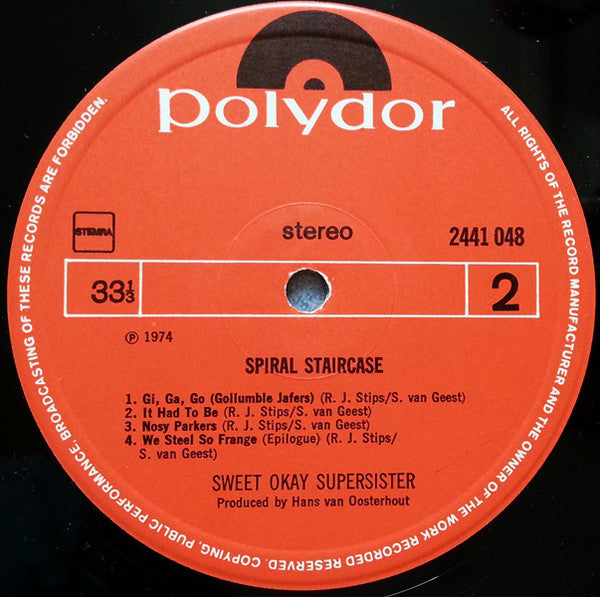 polydor
STEMRA
stereo
2441 048
33⅓
2
℗ 1974
SPIRAL STAIRCASE
1. Gi, Ga, Go (Gollumble Jafers) (R. J. Stips/S. van Geest)
2. It Had To Be (R. J. Stips/S. van Geest)
3. Nosy Parkers (R. J. Stips/S. van Geest)
4. We Steel So Frange (Epilogue) (R. J. Stips/
S. van Geest)
SWEET OKAY SUPERSISTER
Produced by Hans van Oosterhout
ALL RIGHTS OF THE RECORD MANUFACTURER AND THE OWNER OF THE WORK RECORDED RESERVED. COPYING, PUBLIC PERFORMANCE, BROADCASTING OF THESE RECORDS ARE FORBIDDEN.